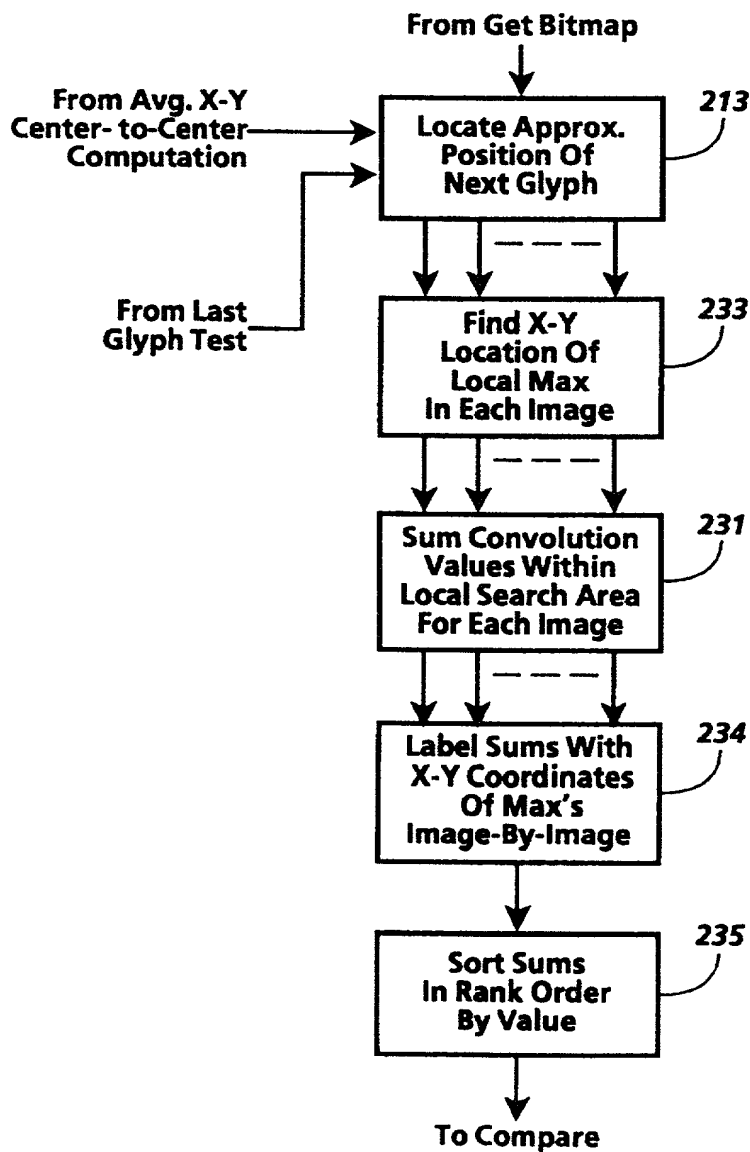 From Get Bitmap
From Avg. X-Y
Center- to-Center
Computation
213
Locate Approx.
Position Of
Next Glyph
From Last
Glyph Test
233
Find X-Y
Location Of
Local Max
In Each Image
231
Sum Convolution
Values Within
Local Search Area
For Each Image
234
Label Sums With
X-Y Coordinates
Of Max's
Image-By-Image
235
Sort Sums
In Rank Order
By Value
To Compare